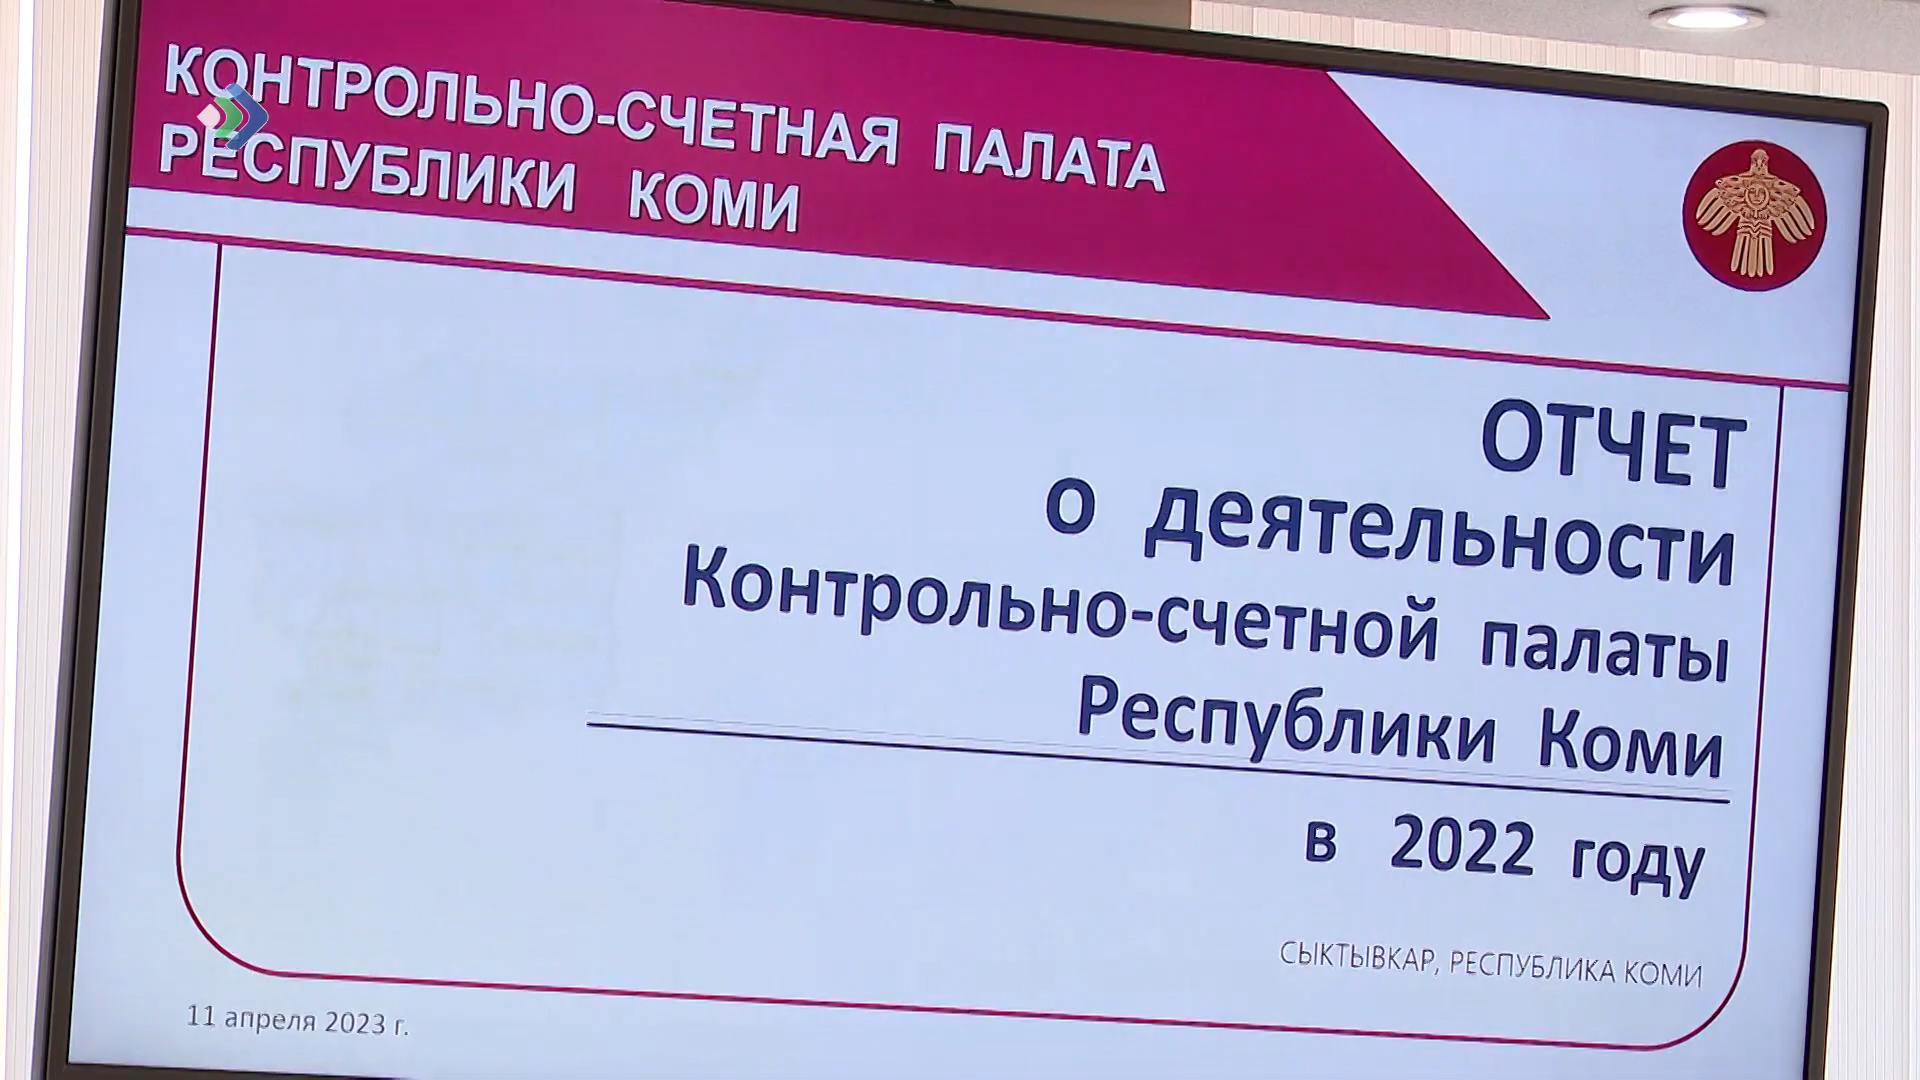 КОНТРОЛЬНО-СЧЕТНАЯ ПАЛАТА
РЕСПУБЛИКИ КОМИ
ОТЧЕТ
о деятельности
Контрольно-счетной палаты
Республики Коми
в 2022 году
СЫКТЫВКАР, РЕСПУБЛИКА КОМИ
11 апреля 2023 г.